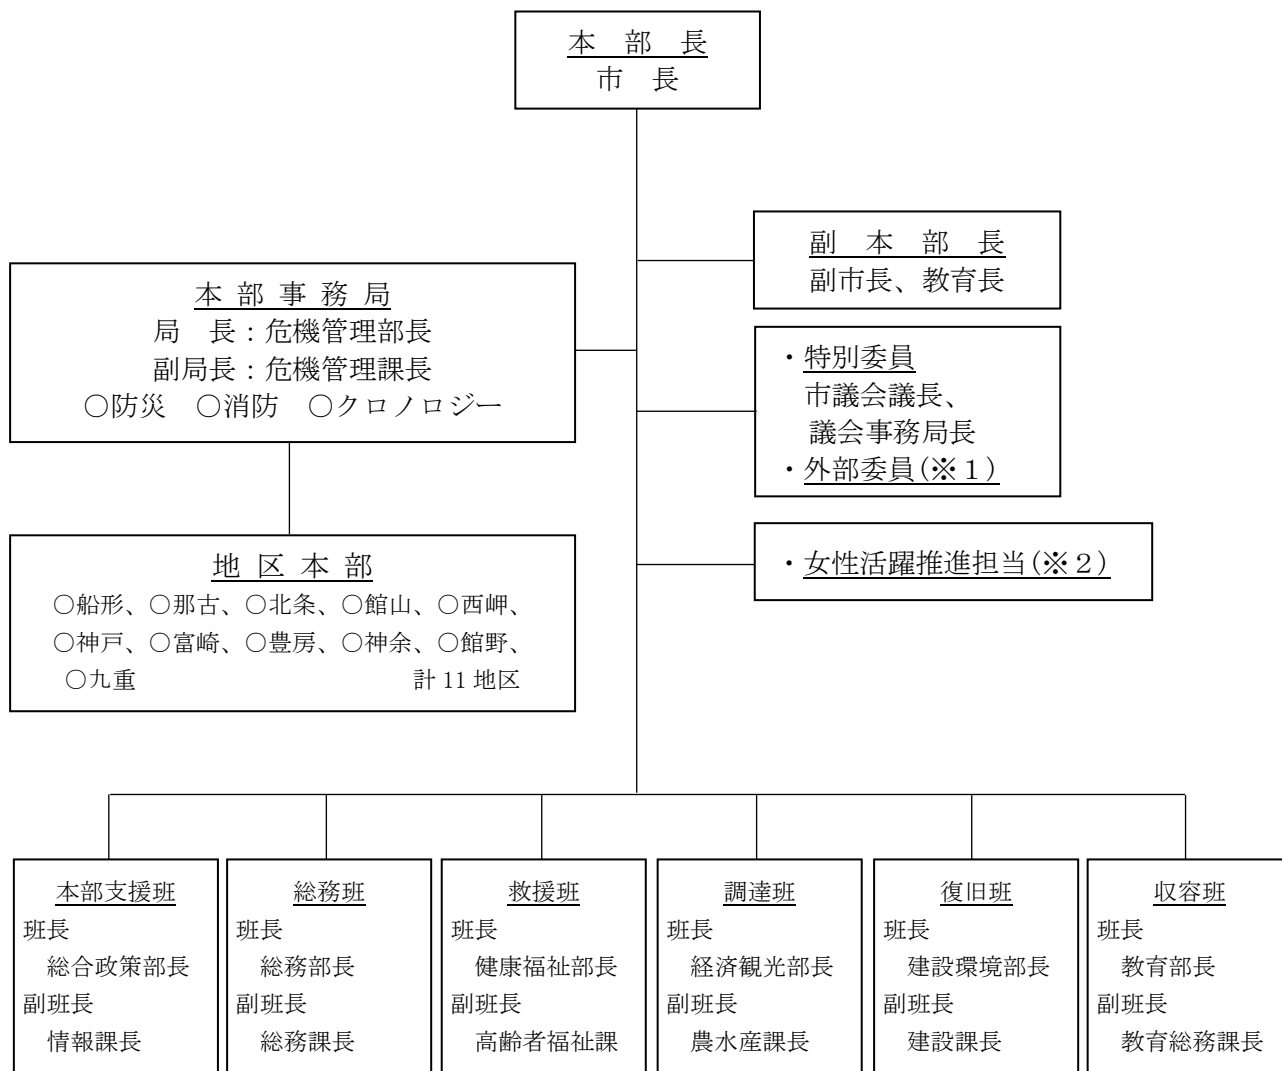 本 部 長
市 長
副 本 部 長
副市長、教育長
本 部 事 務 局
局 長：危機管理部長
副局長：危機管理課長
○防災 ○消防 ○クロノロジー
・特別委員
市議会議長、
議会事務局長
・外部委員(※１)
・女性活躍推進担当(※２)
地 区 本 部
○船形、○那古、○北条、○館山、○西岬、
○神戸、○富崎、○豊房、○神余、○館野、
○九重 計 11 地区
本部支援班
班長
総合政策部長
副班長
情報課長
総務班
班長
総務部長
副班長
総務課長
救援班
班長
健康福祉部長
副班長
高齢者福祉課
調達班
班長
経済観光部長
副班長
農水産課長
復旧班
班長
建設環境部長
副班長
建設課長
収容班
班長
教育部長
副班長
教育総務課長